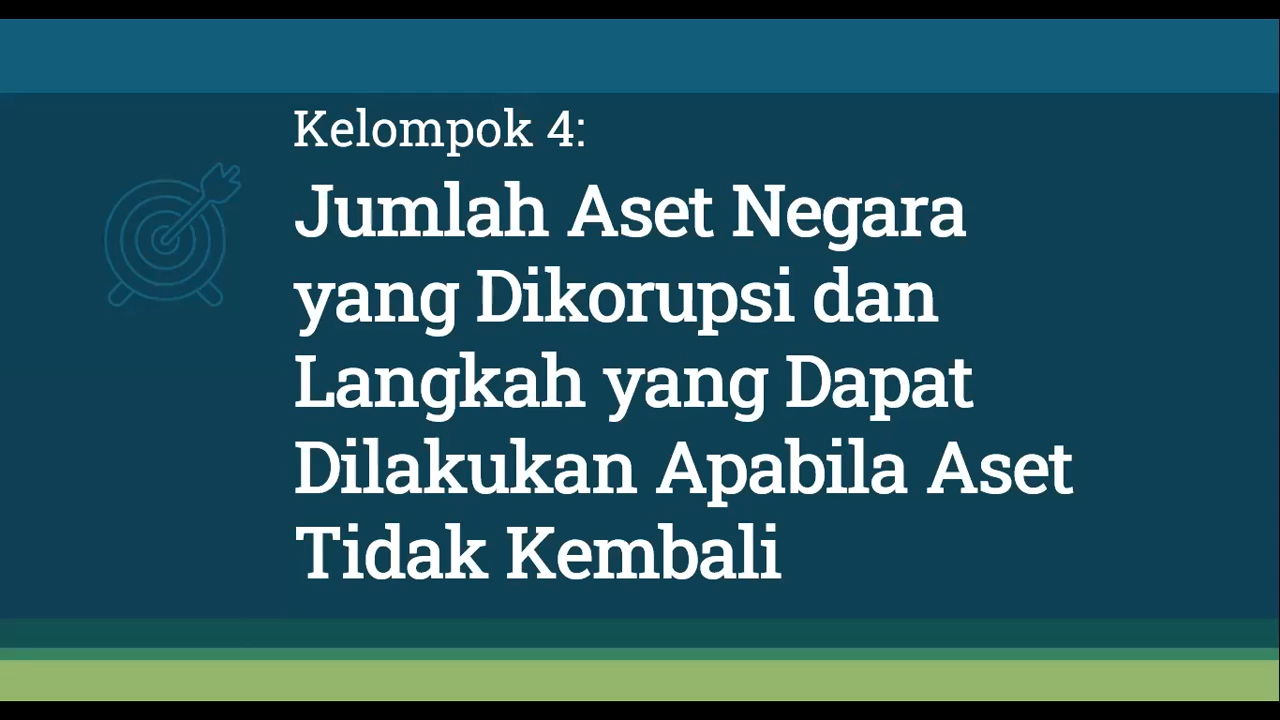 Kelompok 4:
Jumlah Aset Negara
yang Dikorupsi dan
Langkah yang Dapat
Dilakukan Apabila Aset
Tidak Kembali